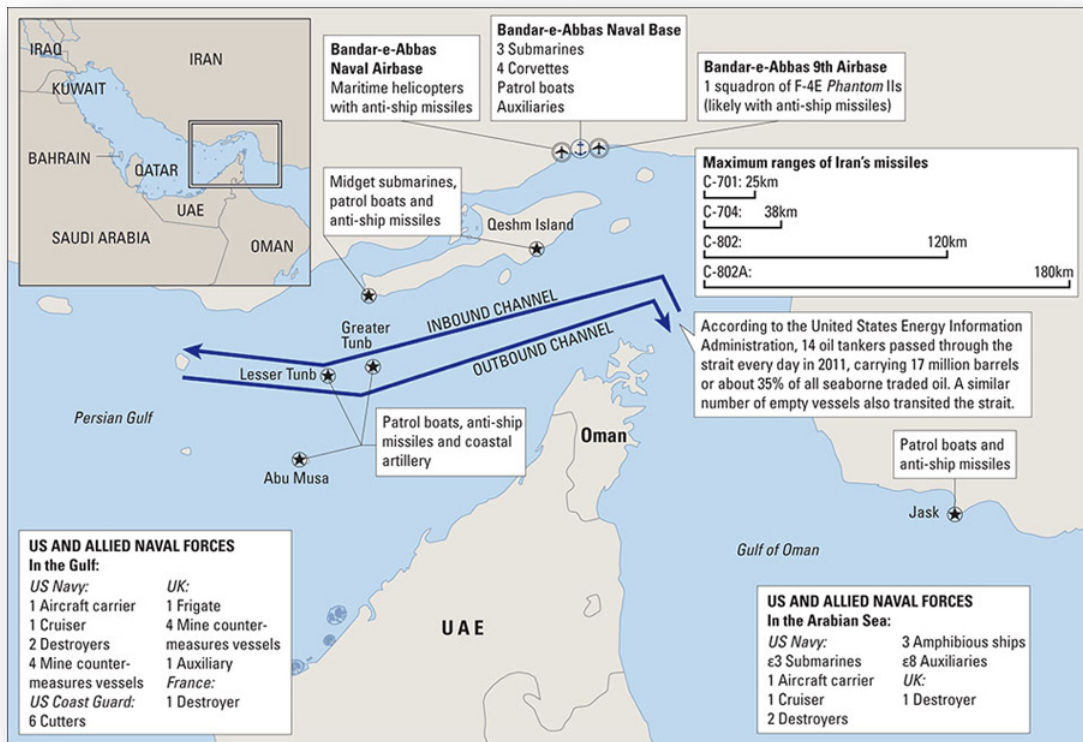 IRAQ
IRAN
KUWAIT
BAHRAIN
QATAR
UAE
SAUDI ARABIA
OMAN
Bandar-e-Abbas
Naval Airbase
Maritime helicopters
with anti-ship missiles
Bandar-e-Abbas Naval Base
3 Submarines
4 Corvettes
Patrol boats
Auxiliaries
Bandar-e-Abbas 9th Airbase
1 squadron of F-4E Phantom IIs
(likely with anti-ship missiles)
Maximum ranges of Iran's missiles
C-701: 25km
C-704: 38km
C-802: 120km
C-802A: 180km
Midget submarines,
patrol boats and
anti-ship missiles
Qeshm Island
INBOUND CHANNEL
OUTBOUND CHANNEL
Greater
Tunb
Lesser Tunb
According to the United States Energy Information
Administration, 14 oil tankers passed through the
strait every day in 2011, carrying 17 million barrels
or about 35% of all seaborne traded oil. A similar
number of empty vessels also transited the strait.
Persian Gulf
Patrol boats, anti-ship
missiles and coastal
artillery
Abu Musa
Oman
Patrol boats and
anti-ship missiles
Jask
Gulf of Oman
UAE
US AND ALLIED NAVAL FORCES
In the Gulf:
US Navy:
1 Aircraft carrier
1 Cruiser
2 Destroyers
4 Mine counter-
measures vessels
US Coast Guard:
6 Cutters
UK:
1 Frigate
4 Mine counter-
measures vessels
1 Auxiliary
France:
1 Destroyer
US AND ALLIED NAVAL FORCES
In the Arabian Sea:
US Navy:
ε3 Submarines
1 Aircraft carrier
1 Cruiser
2 Destroyers
3 Amphibious ships
ε8 Auxiliaries
UK:
1 Destroyer